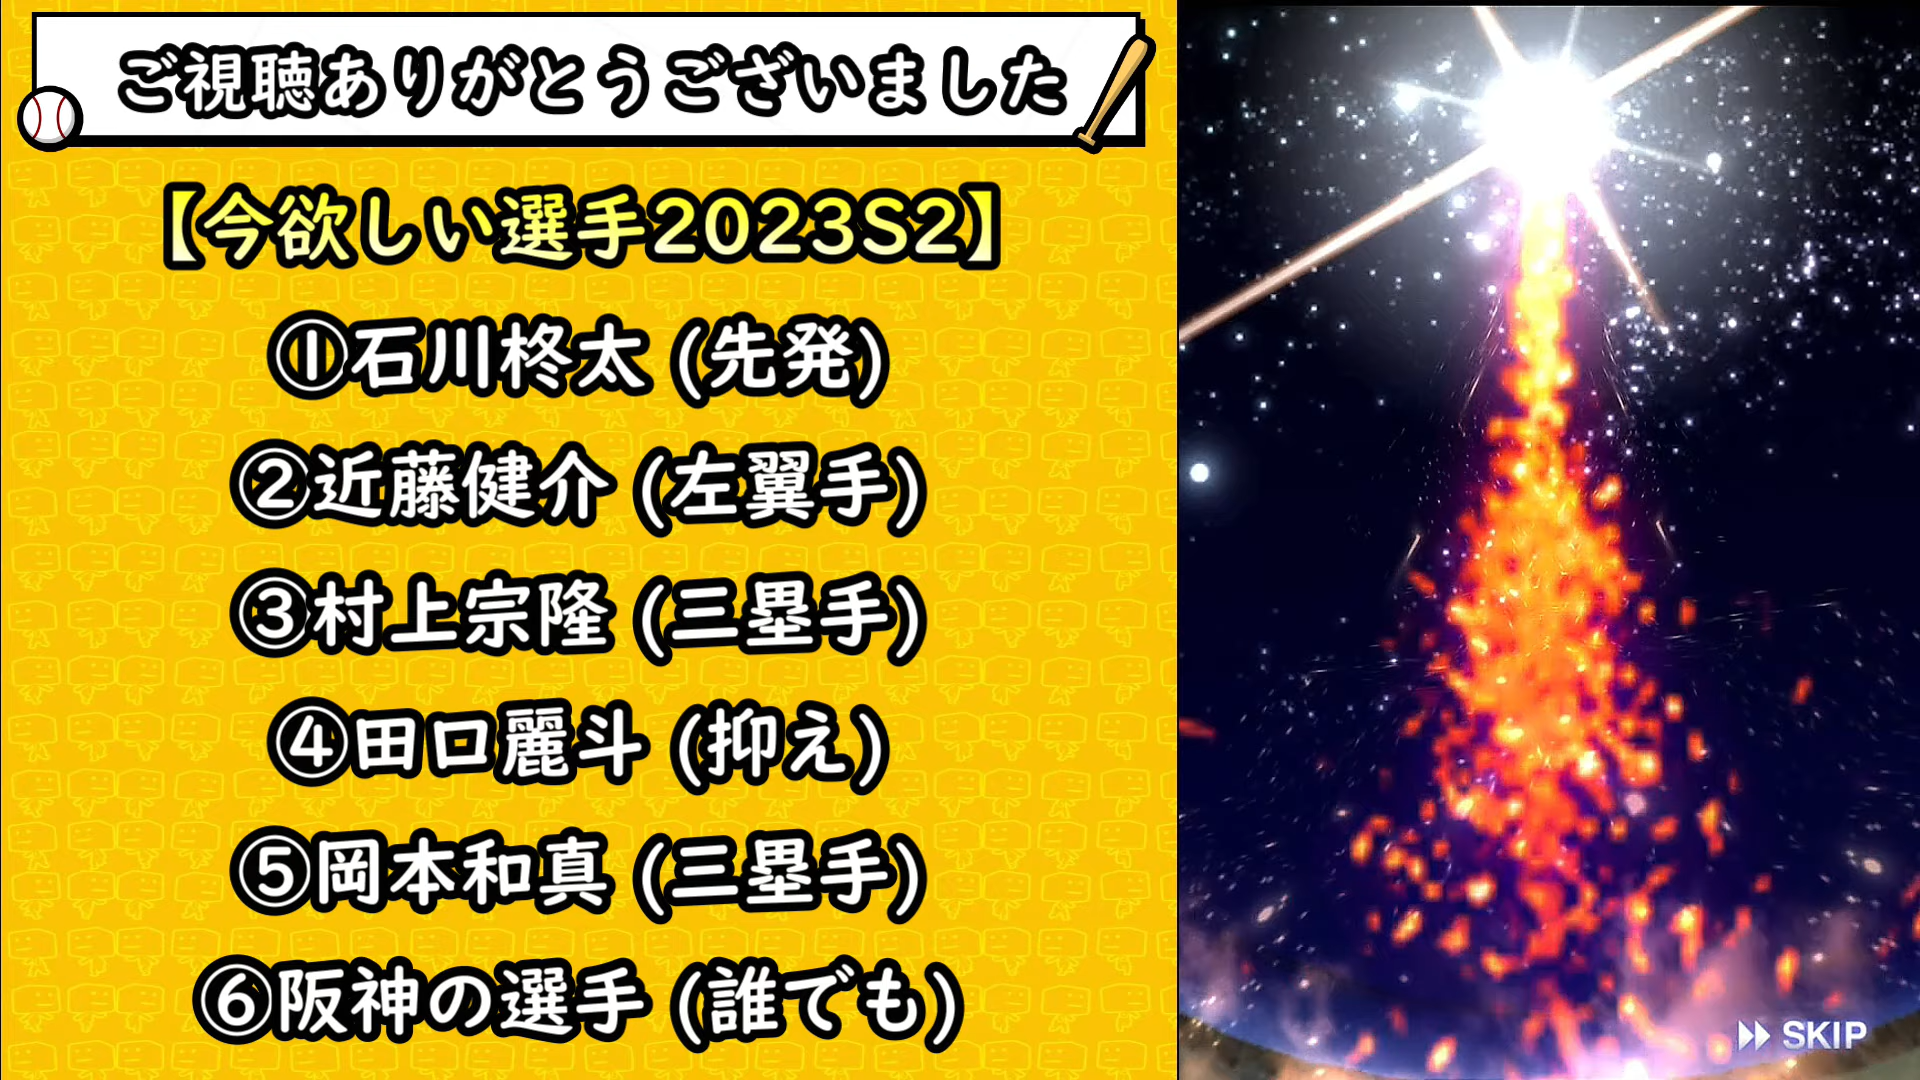 ご視聴ありがとうございました
【今欲しい選手2023S2】
①石川柊太 (先発)
②近藤健介 (左翼手)
③村上宗隆 (三塁手)
④田口麗斗 (抑え)
⑤岡本和真 (三塁手)
⑥阪神の選手 (誰でも)
SKIP